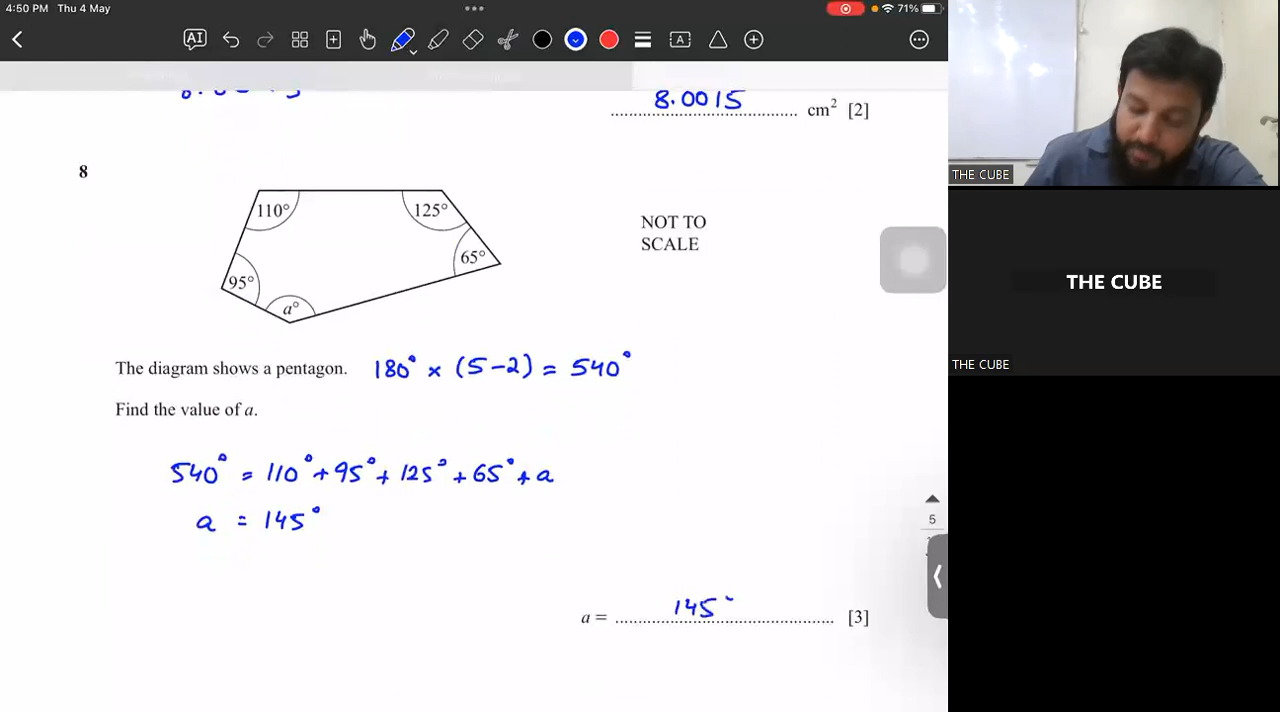 4:50 PM Thu 4 May
71%
AI
A
8.0015 cm² [2]
8
110°
125°
65°
95°
a°
NOT TO
SCALE
The diagram shows a pentagon. 180° × (5-2) = 540°
Find the value of a.
540° = 110° + 95° + 125° + 65° + a
a = 145°
a = 145° [3]
5
THE CUBE
THE CUBE
THE CUBE